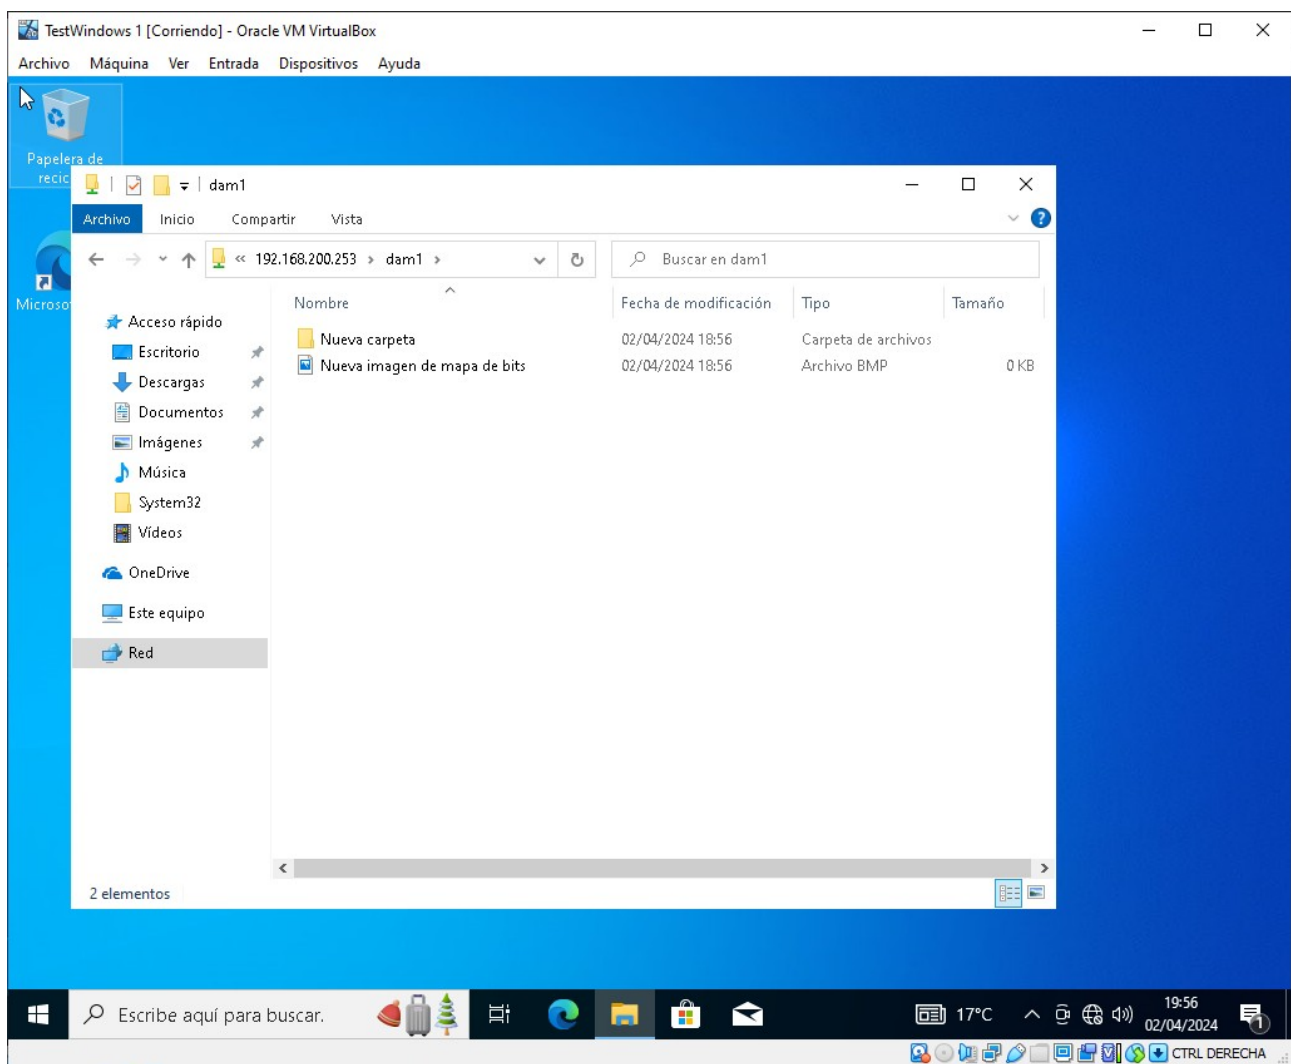 TestWindows 1 [Corriendo] - Oracle VM VirtualBox
Archivo Máquina Ver Entrada Dispositivos Ayuda
Papelera de
recic
dam1
Archivo Inicio Compartir Vista
« 192.168.200.253 > dam1 >
Buscar en dam1
Microso
Nombre Fecha de modificación Tipo Tamaño
Nueva carpeta 02/04/2024 18:56 Carpeta de archivos
Nueva imagen de mapa de bits 02/04/2024 18:56 Archivo BMP 0 KB
Acceso rápido
Escritorio
Descargas
Documentos
Imágenes
Música
System32
Vídeos
OneDrive
Este equipo
Red
2 elementos
Escribe aquí para buscar.
17°C
19:56
02/04/2024
1
CTRL DERECHA